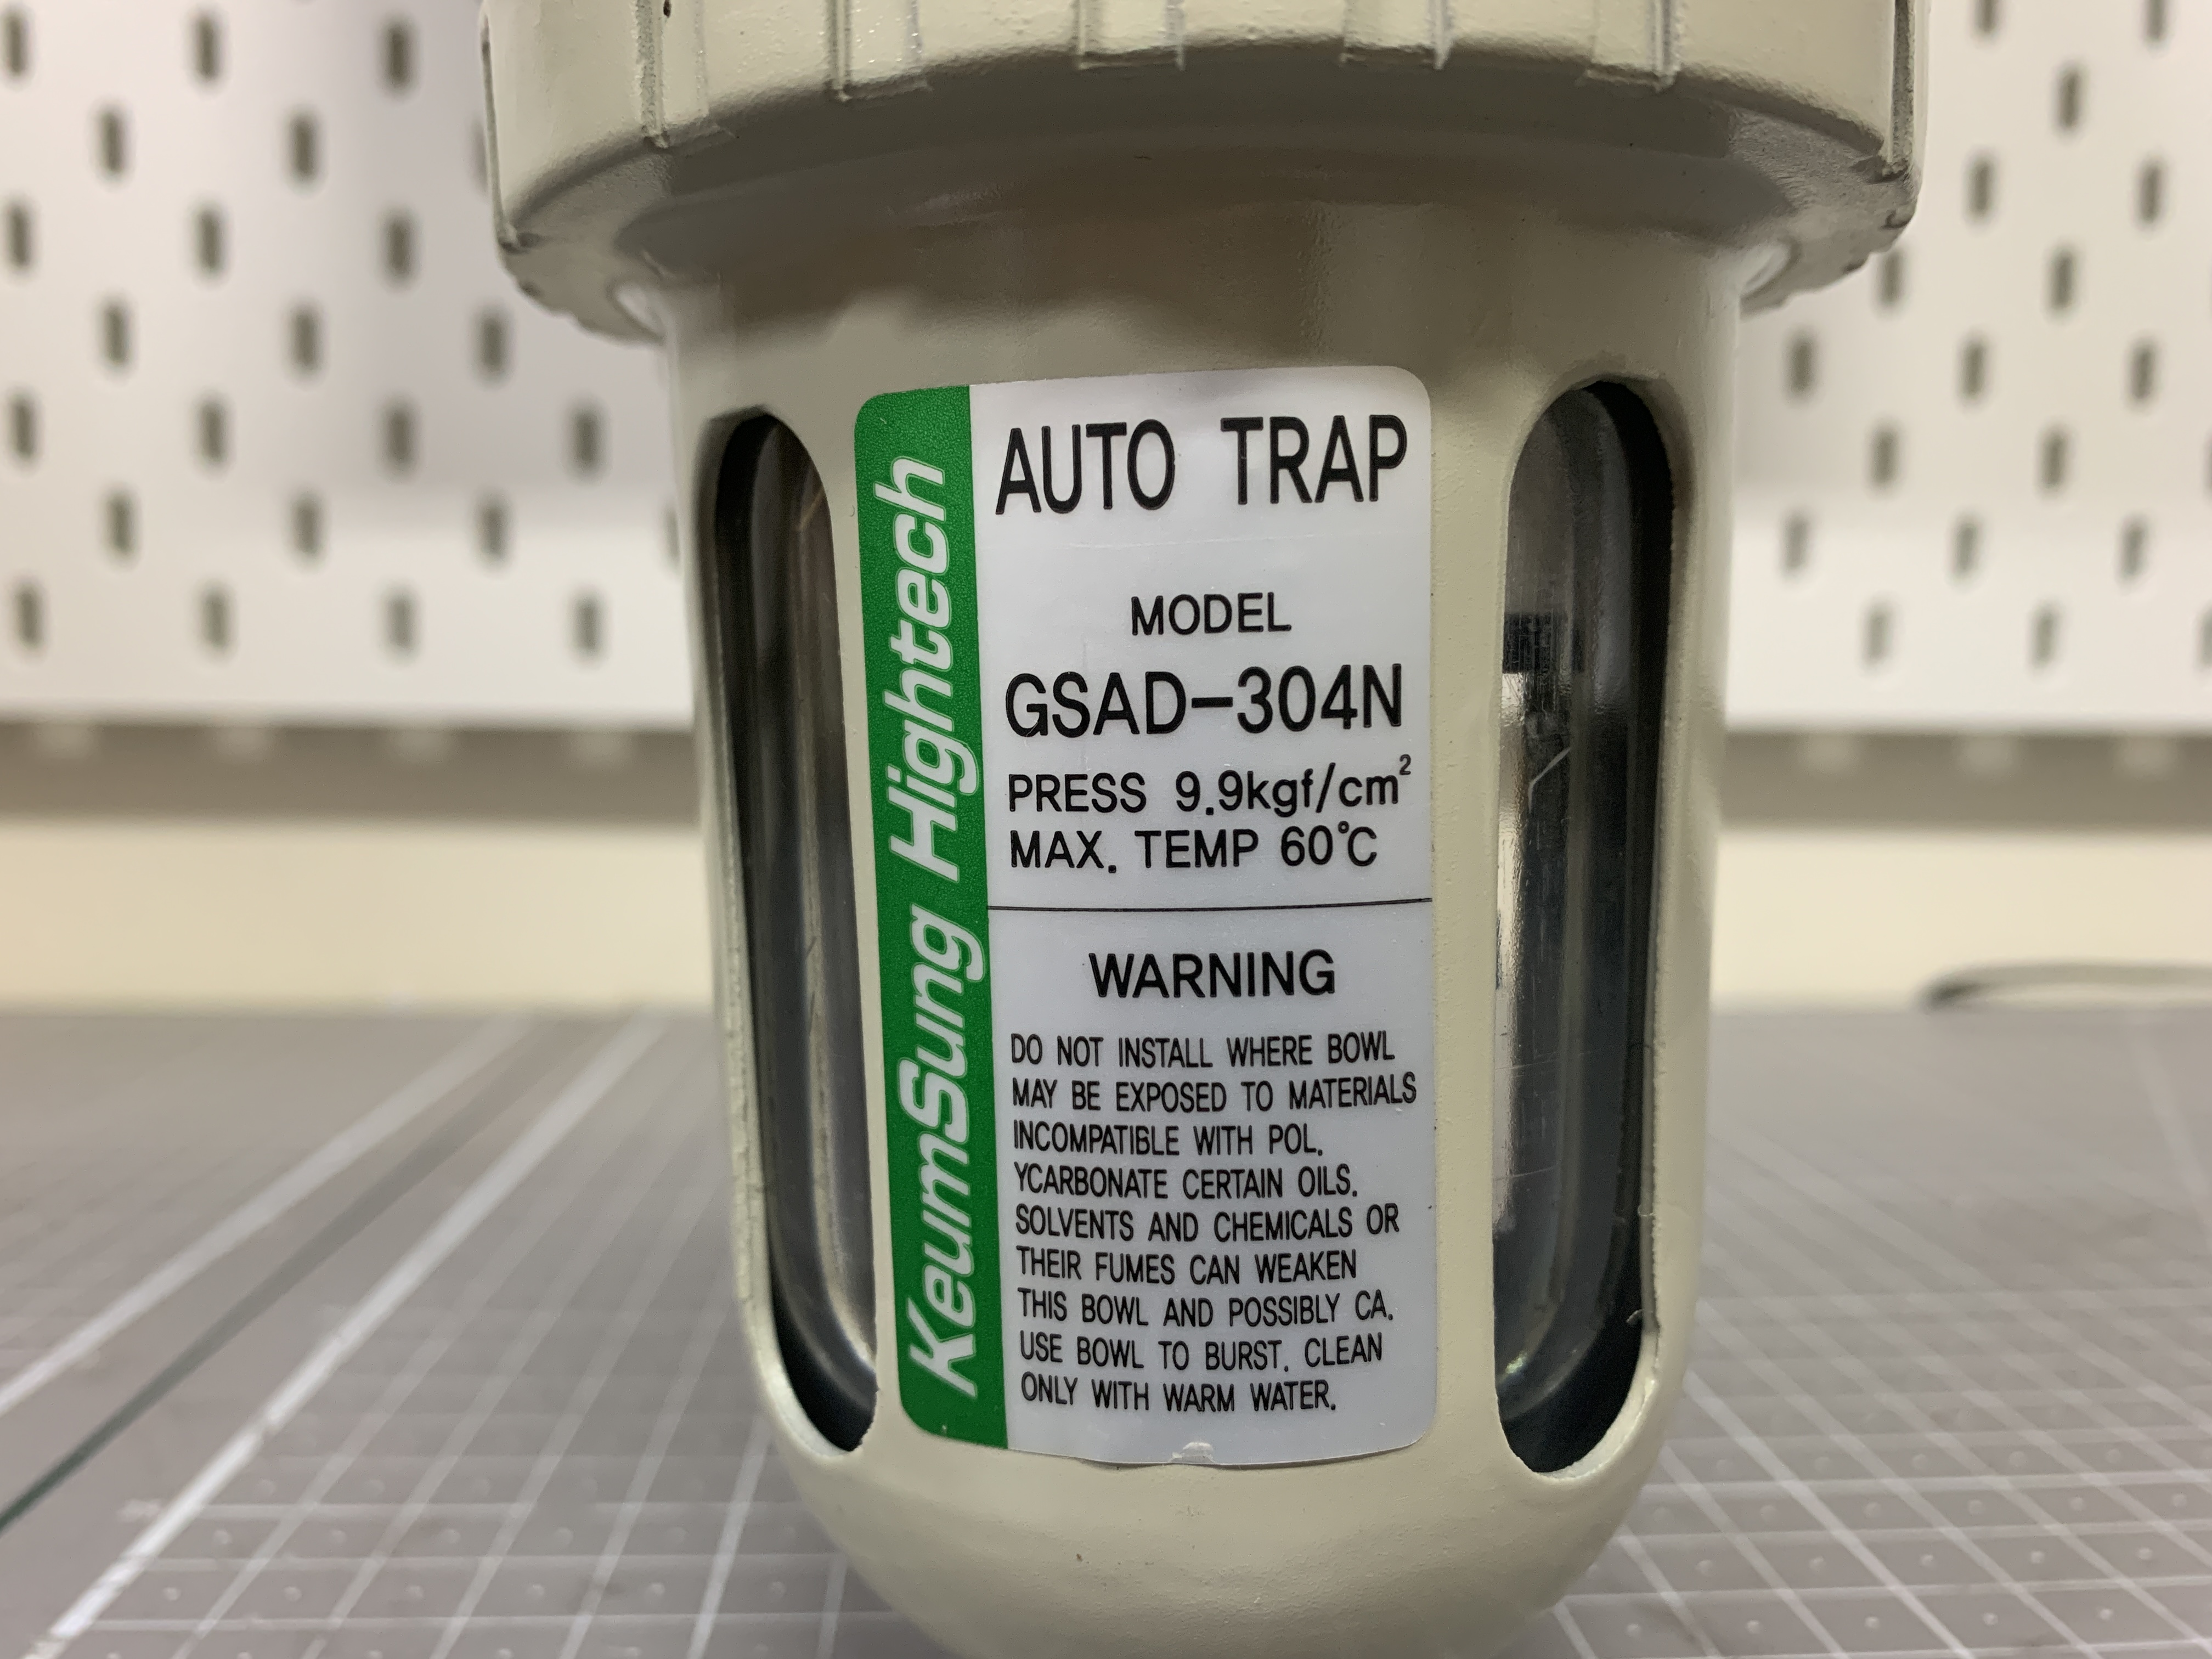 KeumSung Hightech
AUTO TRAP
MODEL
GSAD-304N
PRESS 9.9kgf/cm²
MAX. TEMP 60℃
WARNING
DO NOT INSTALL WHERE BOWL
MAY BE EXPOSED TO MATERIALS
INCOMPATIBLE WITH POL.
YCARBONATE CERTAIN OILS.
SOLVENTS AND CHEMICALS OR
THEIR FUMES CAN WEAKEN
THIS BOWL AND POSSIBLY CA.
USE BOWL TO BURST. CLEAN
ONLY WITH WARM WATER.